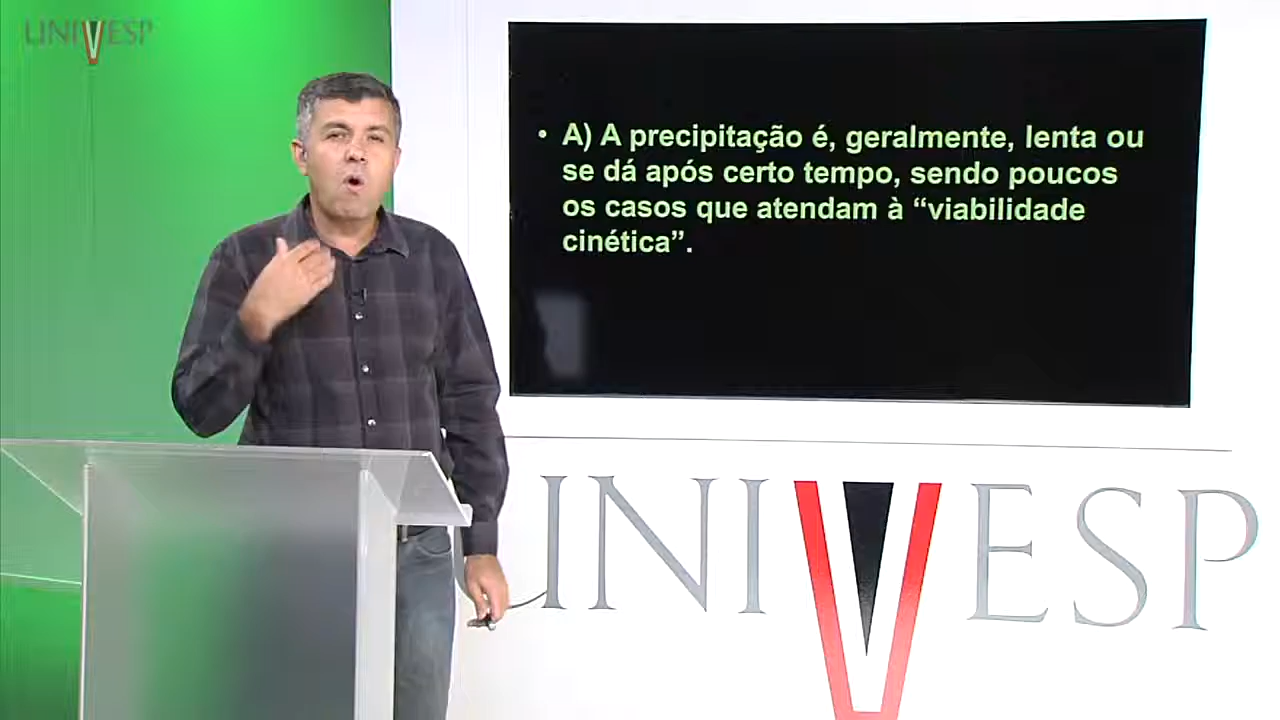 UNIVESP
• A) A precipitação é, geralmente, lenta ou
se dá após certo tempo, sendo poucos
os casos que atendam à “viabilidade
cinética”.
UNIVESP